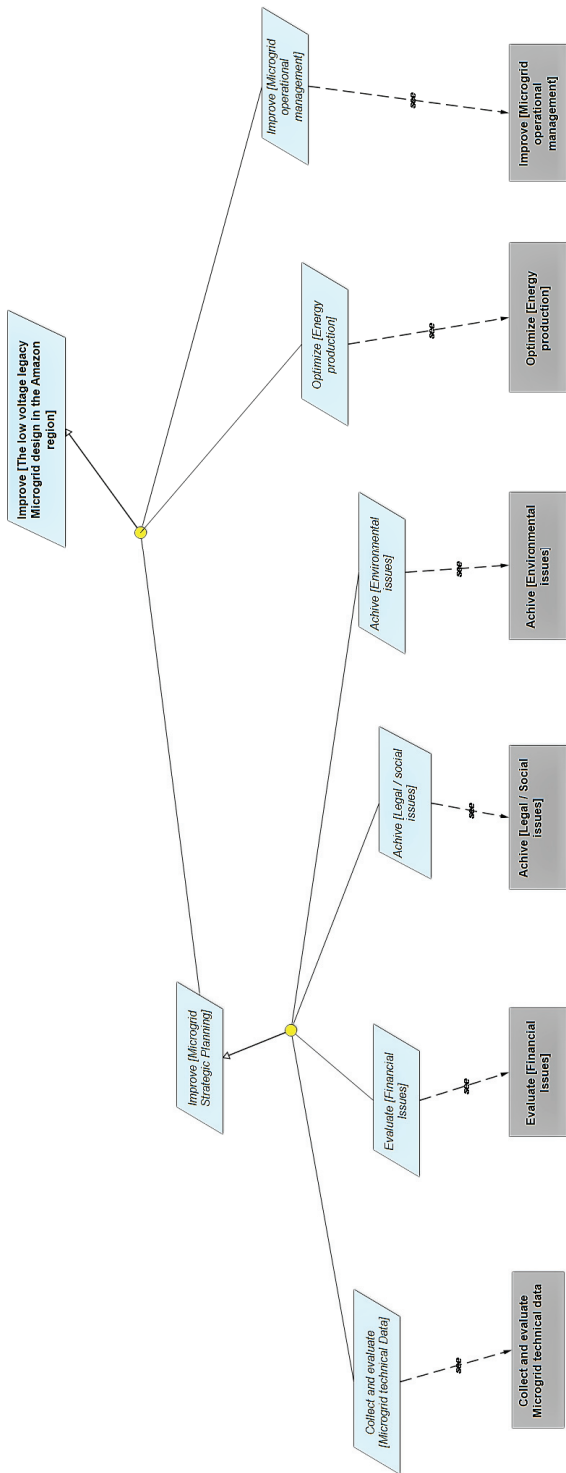 Improve [The low voltage legacy
Microgrid design in the Amazon
region]
Improve [Microgrid
Strategic Planning]
Improve [Microgrid
operational
management]
Optimize [Energy
production]
Collect and evaluate
[Microgrid technical Data]
Evaluate [Financial
Issues]
Achive [Legal / social
issues]
Achive [Environmental
issues]
see
see
see
see
see
see
Collect and evaluate
Microgrid technical data
Evaluate [Financial
Issues]
Achive [Legal / Social
issues]
Achive [Environmental
issues]
Optimize [Energy
production]
Improve [Microgrid
operational
management]